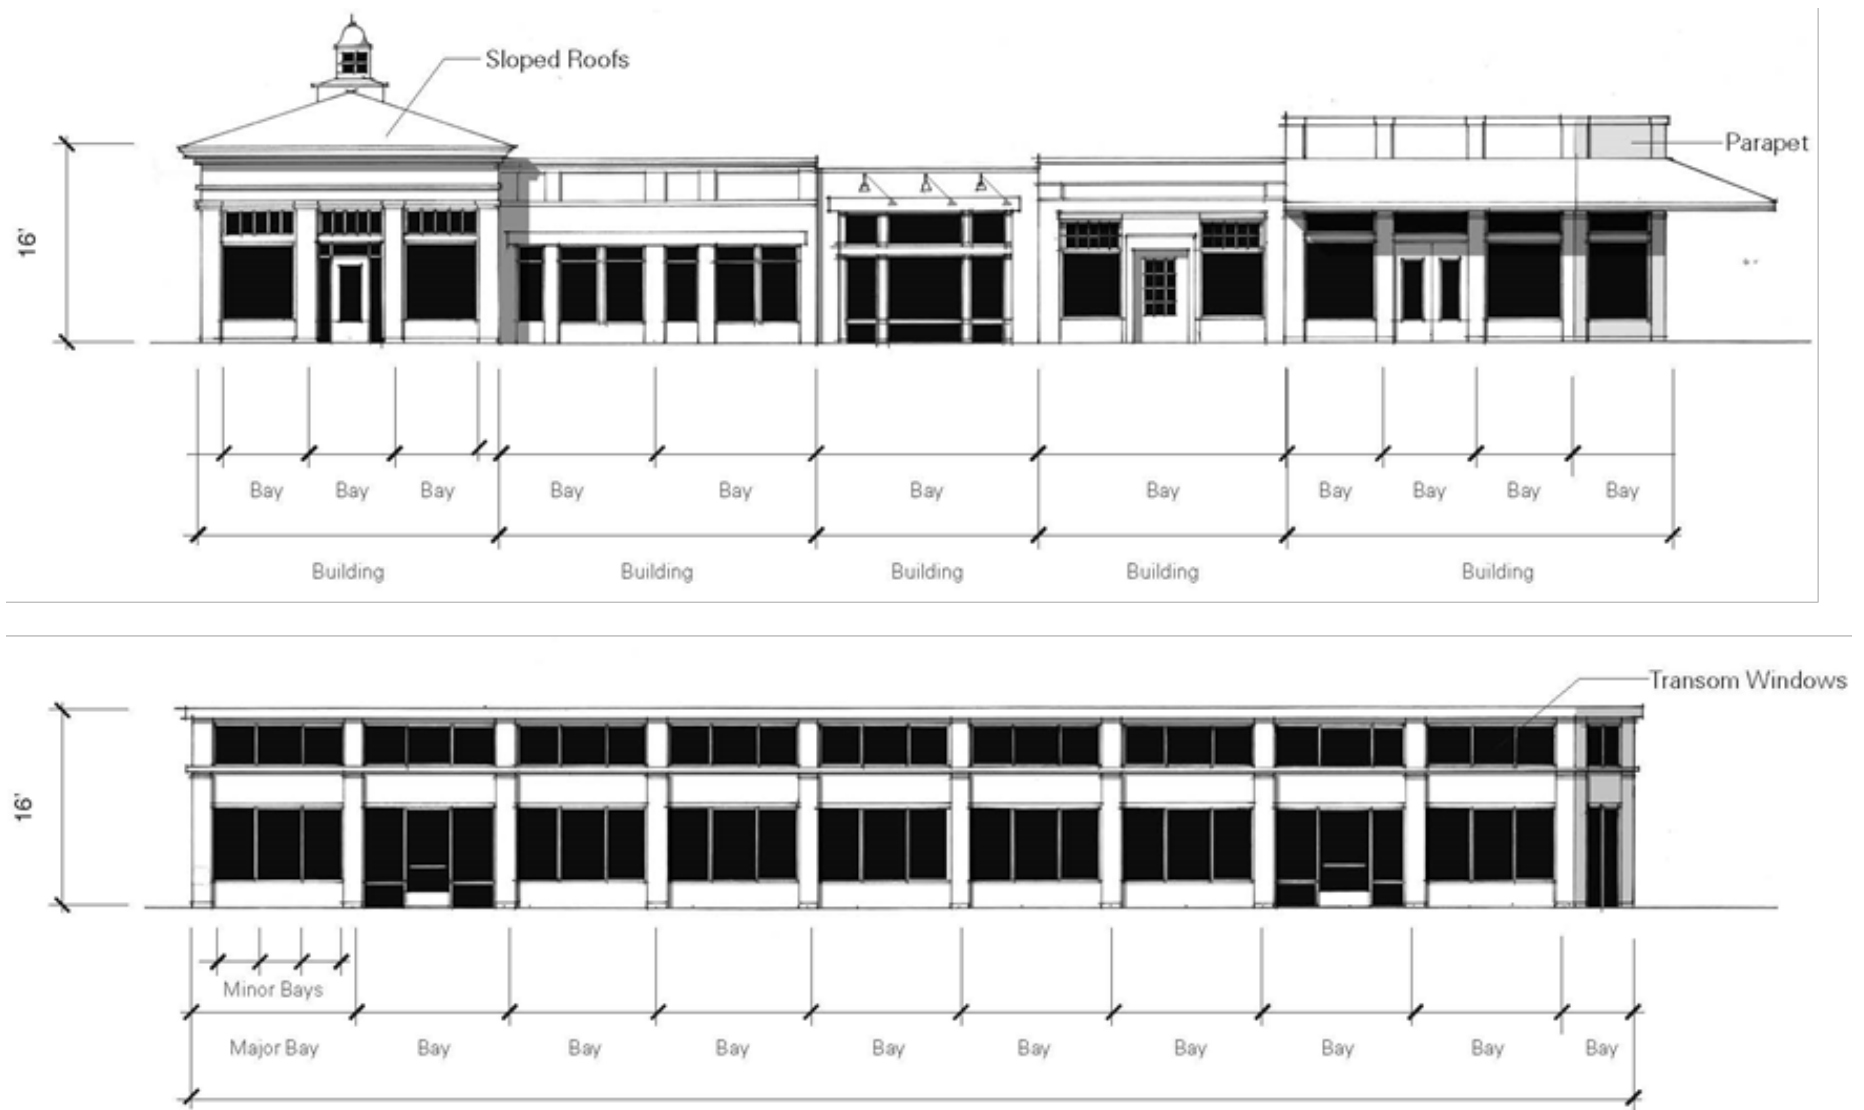 Sloped Roofs
Parapet
16'
Bay Bay Bay Bay Bay Bay Bay Bay Bay Bay Bay
Building Building Building Building Building
Transom Windows
16'
Minor Bays
Major Bay Bay Bay Bay Bay Bay Bay Bay Bay Bay